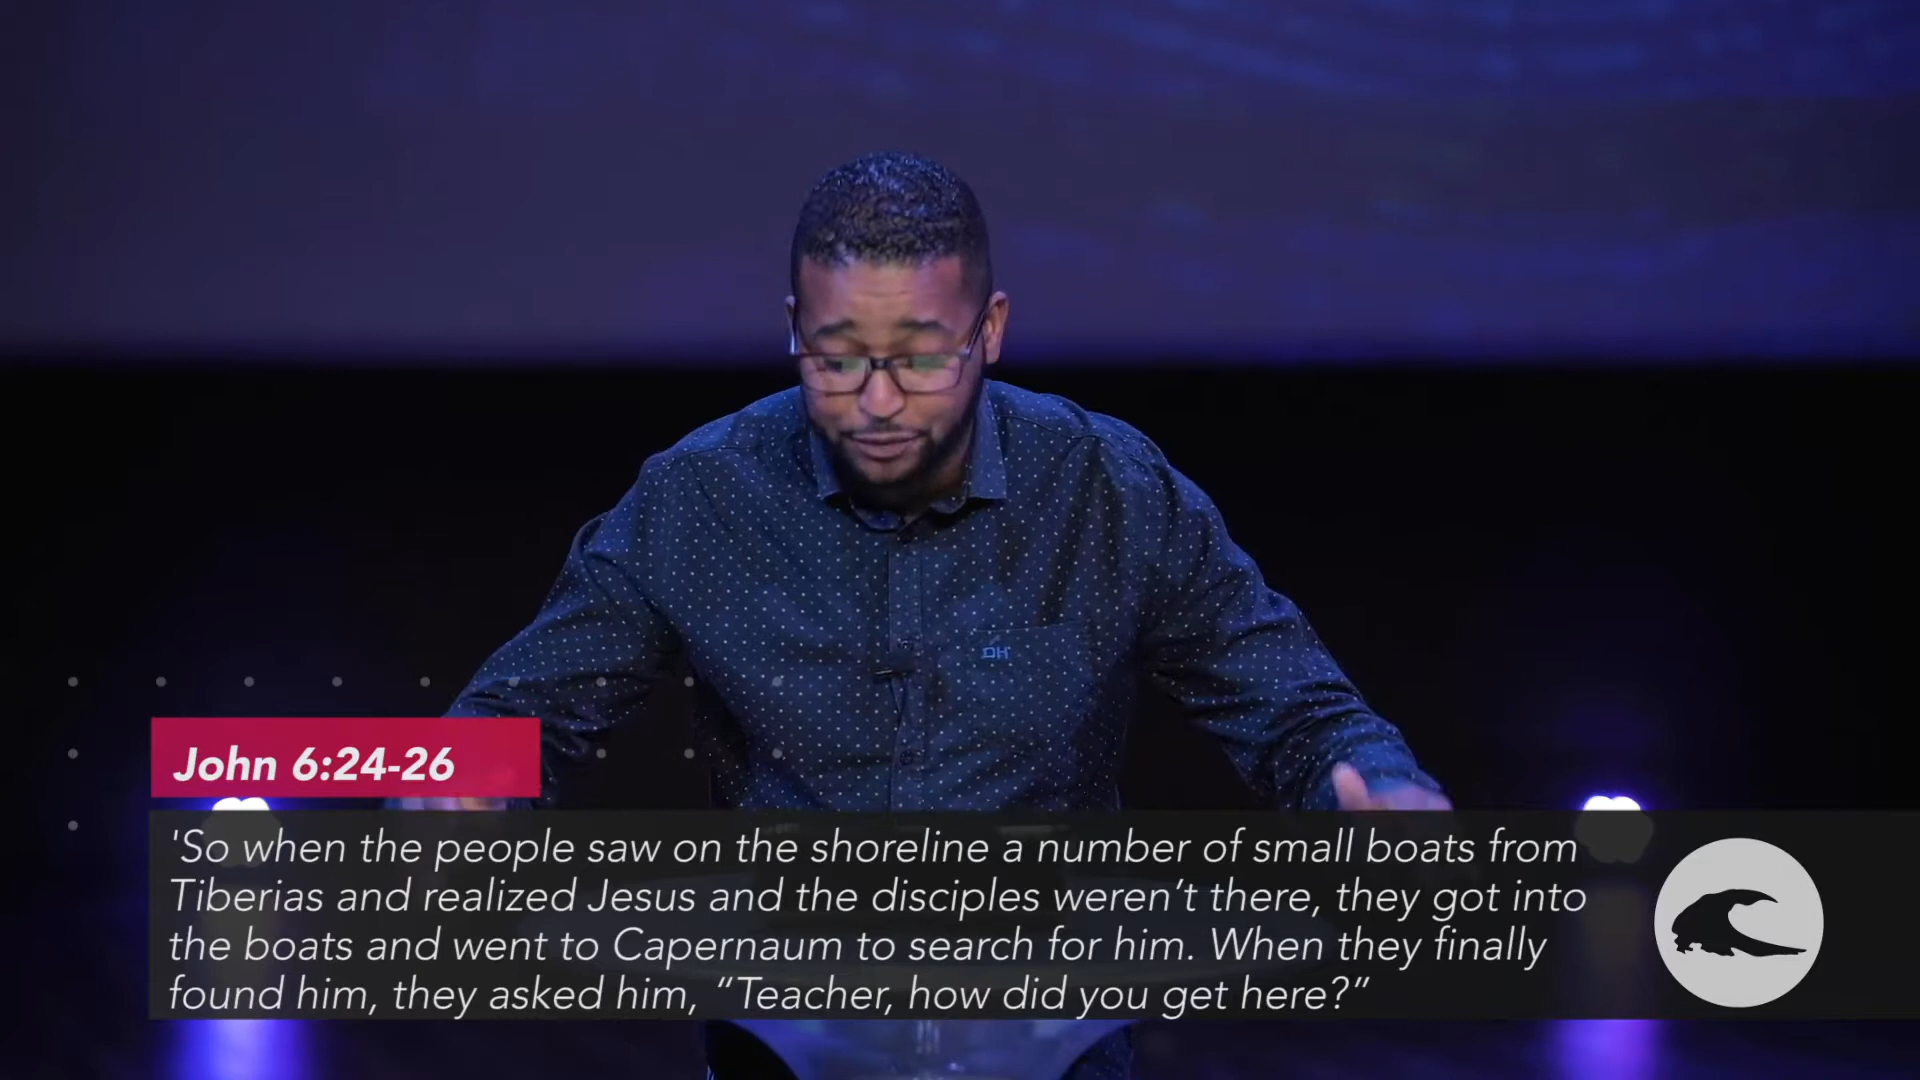 DH
John 6:24-26
'So when the people saw on the shoreline a number of small boats from
Tiberias and realized Jesus and the disciples weren’t there, they got into
the boats and went to Capernaum to search for him. When they finally
found him, they asked him, “Teacher, how did you get here?”